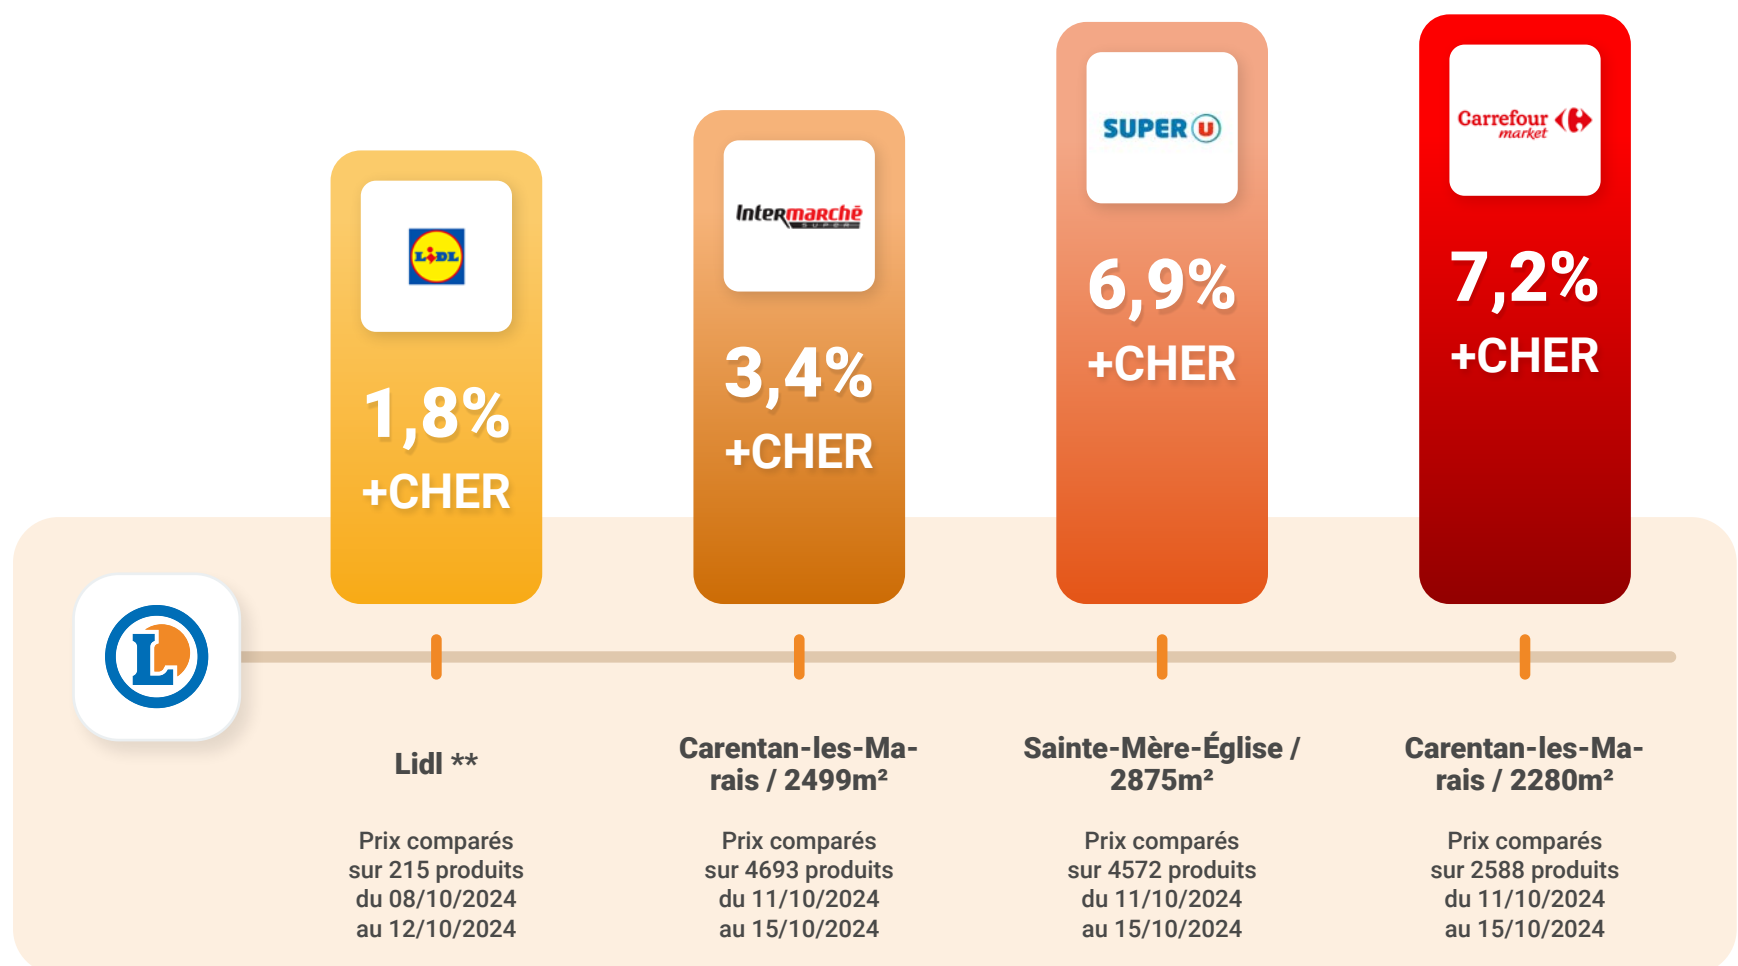 LIDL
1,8%
+CHER
Intermarché
SUPER
3,4%
+CHER
SUPER U
6,9%
+CHER
Carrefour
market
7,2%
+CHER
L
Lidl **
Prix comparés
sur 215 produits
du 08/10/2024
au 12/10/2024
Carentan-les-Ma-
rais / 2499m²
Prix comparés
sur 4693 produits
du 11/10/2024
au 15/10/2024
Sainte-Mère-Église /
2875m²
Prix comparés
sur 4572 produits
du 11/10/2024
au 15/10/2024
Carentan-les-Ma-
rais / 2280m²
Prix comparés
sur 2588 produits
du 11/10/2024
au 15/10/2024